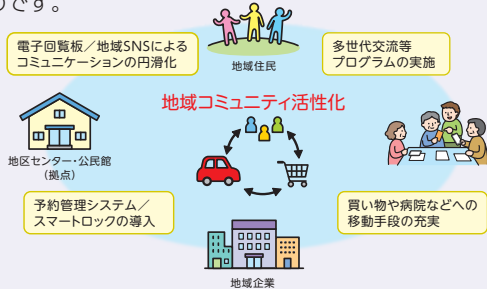 のです。
電子回覧板／地域SNSによる
コミュニケーションの円滑化
地域住民
多世代交流等
プログラムの実施
地域コミュニティ活性化
地区センター・公民館
（拠点）
予約管理システム／
スマートロックの導入
買い物や病院などへの
移動手段の充実
地域企業